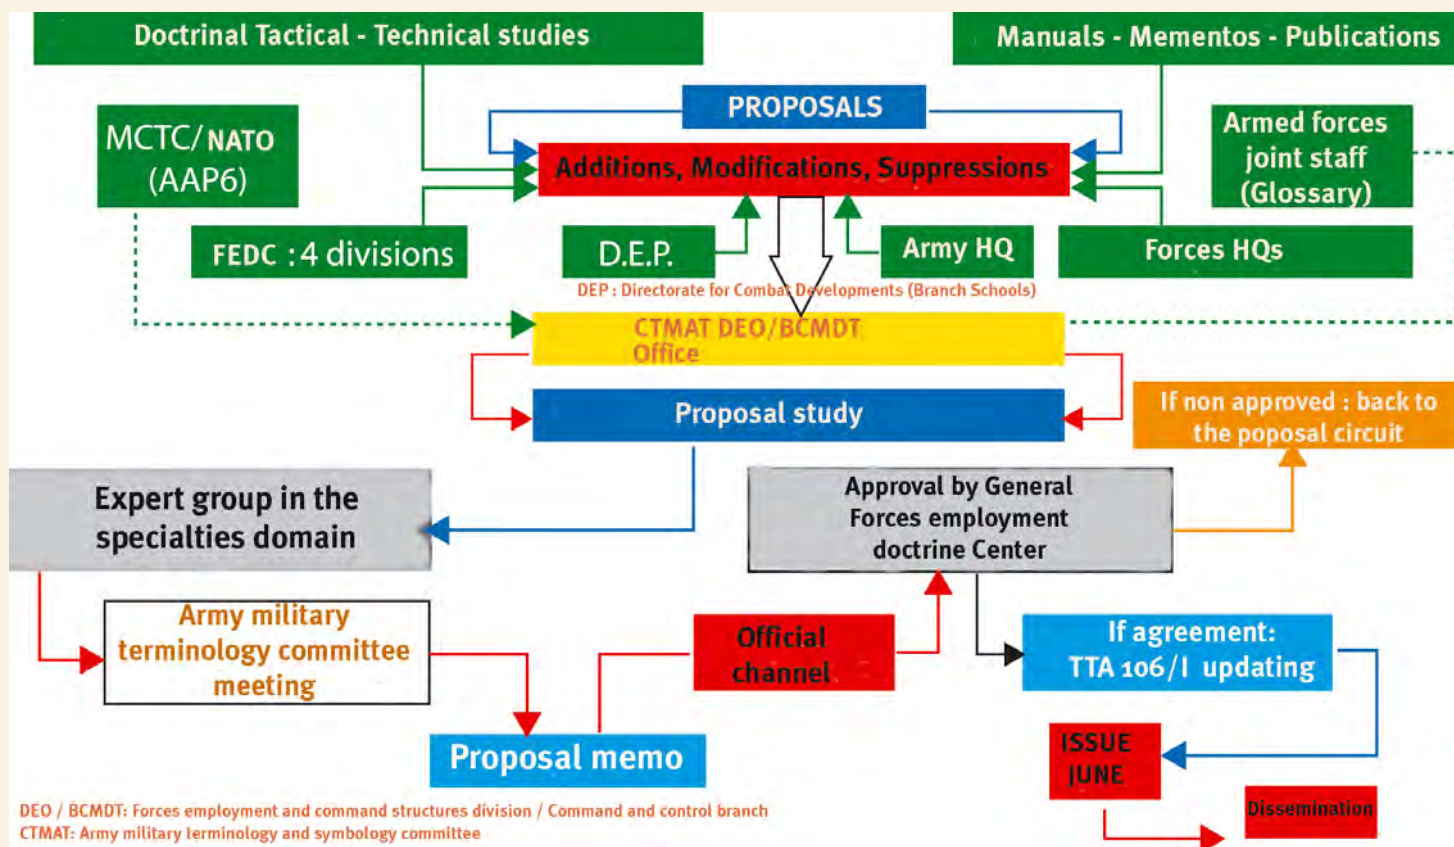 Doctrinal Tactical - Technical studies
Manuals - Mementos - Publications
PROPOSALS
MCTC/ NATO
(AAP6)
Armed forces
joint staff
(Glossary)
Additions, Modifications, Suppressions
FEDC : 4 divisions
D.E.P.
Army HQ
Forces HQs
DEP : Directorate for Combat Developments (Branch Schools)
CTMAT DEO/BCMDT
Office
Proposal study
If non approved : back to
the poposal circuit
Expert group in the
specialties domain
Approval by General
Forces employment
doctrine Center
Army military
terminology committee
meeting
Official
channel
If agreement:
TTA 106/I updating
Proposal memo
ISSUE
JUNE
Dissemination
DEO / BCMDT: Forces employment and command structures division / Command and control branch
CTMAT: Army military terminology and symbology committee